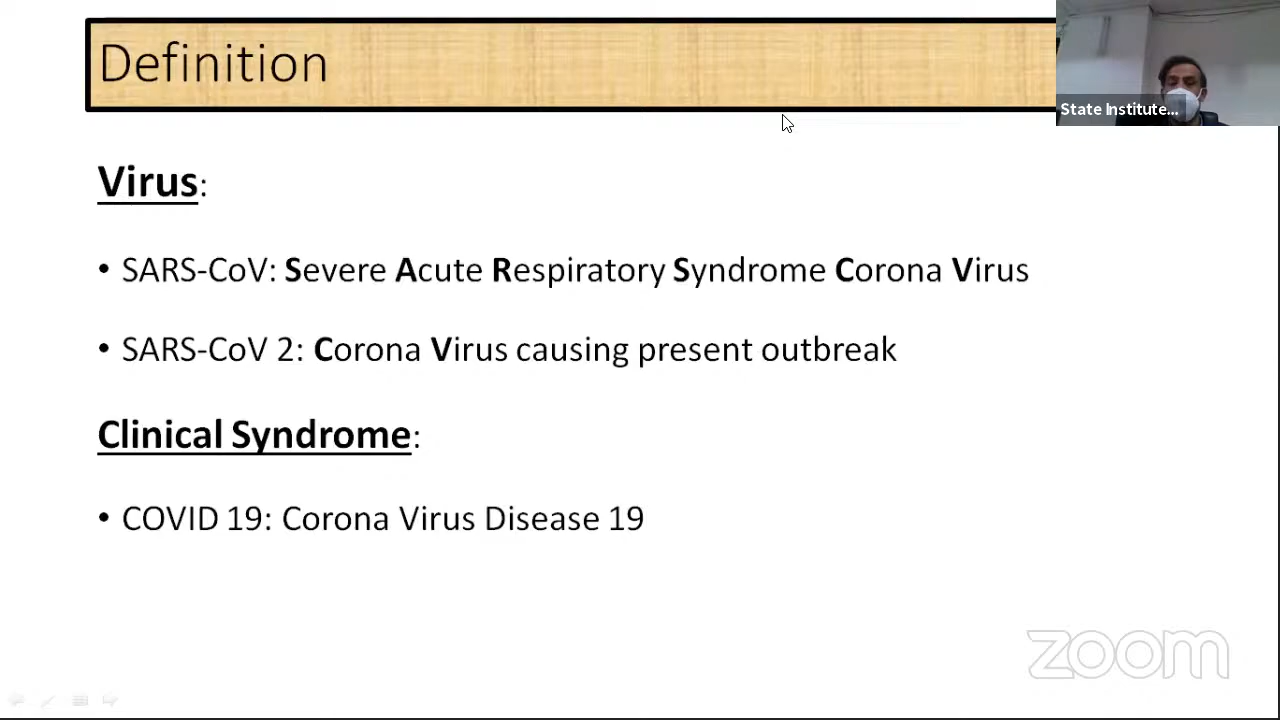 Definition
State Institute...
Virus:
• SARS-CoV: Severe Acute Respiratory Syndrome Corona Virus
• SARS-CoV 2: Corona Virus causing present outbreak
Clinical Syndrome:
• COVID 19: Corona Virus Disease 19
zoom